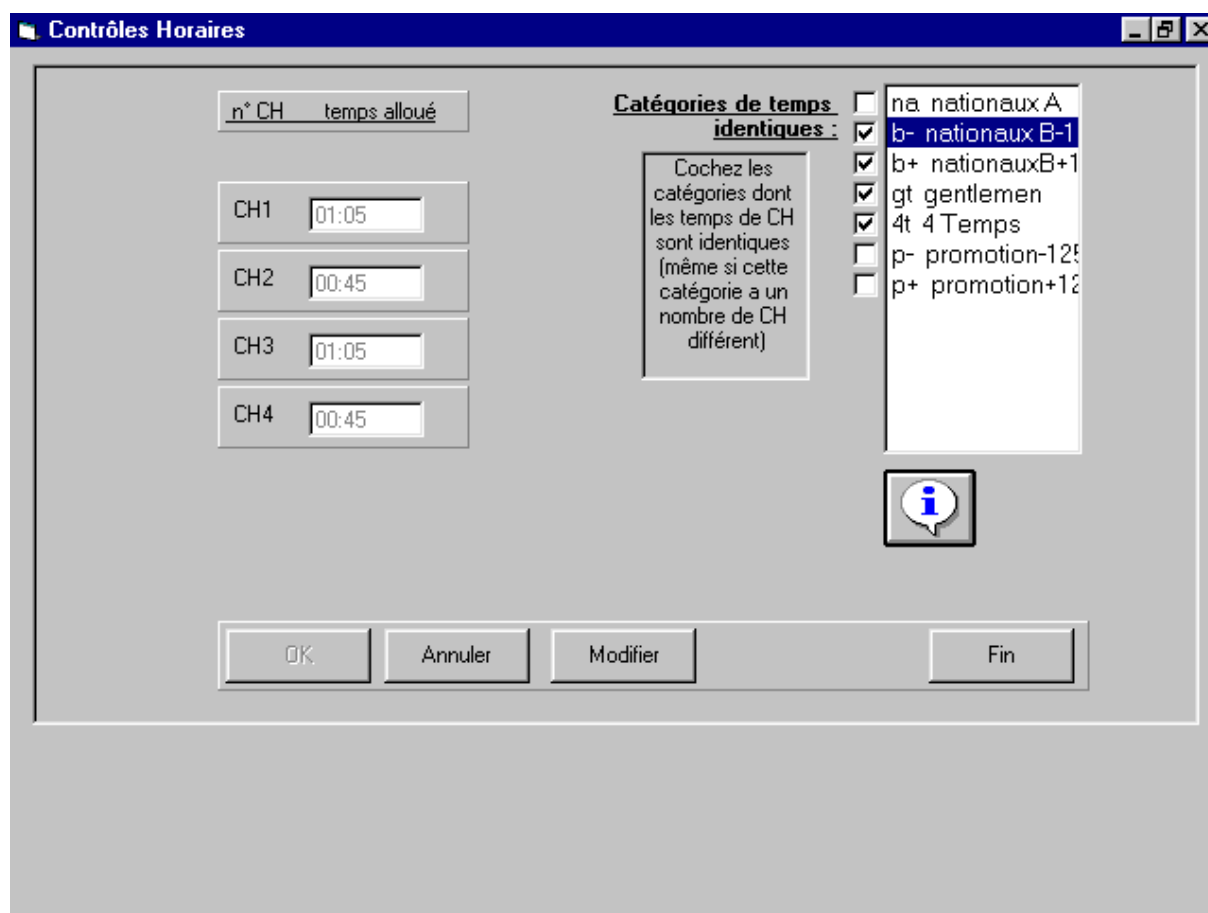 Contrôles Horaires
n° CH temps alloué
CH1 01:05
CH2 00:45
CH3 01:05
CH4 00:45
Catégories de temps
identiques :
Cochez les
catégories dont
les temps de CH
sont identiques
(même si cette
catégorie a un
nombre de CH
différent)
na nationaux A
b- nationaux B-1
b+ nationauxB+1
gt gentlemen
4t 4 Temps
p- promotion-125
p+ promotion+12
OK Annuler Modifier Fin